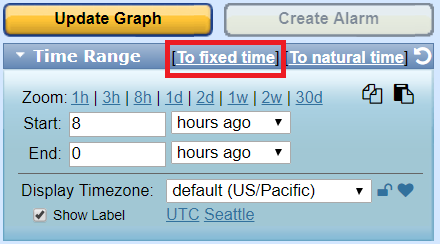 Update Graph Create Alarm
Time Range [To fixed time] [To natural time]
Zoom: 1h | 3h | 8h | 1d | 2d | 1w | 2w | 30d
Start: 8 hours ago
End: 0 hours ago
Display Timezone: default (US/Pacific)
Show Label UTC Seattle